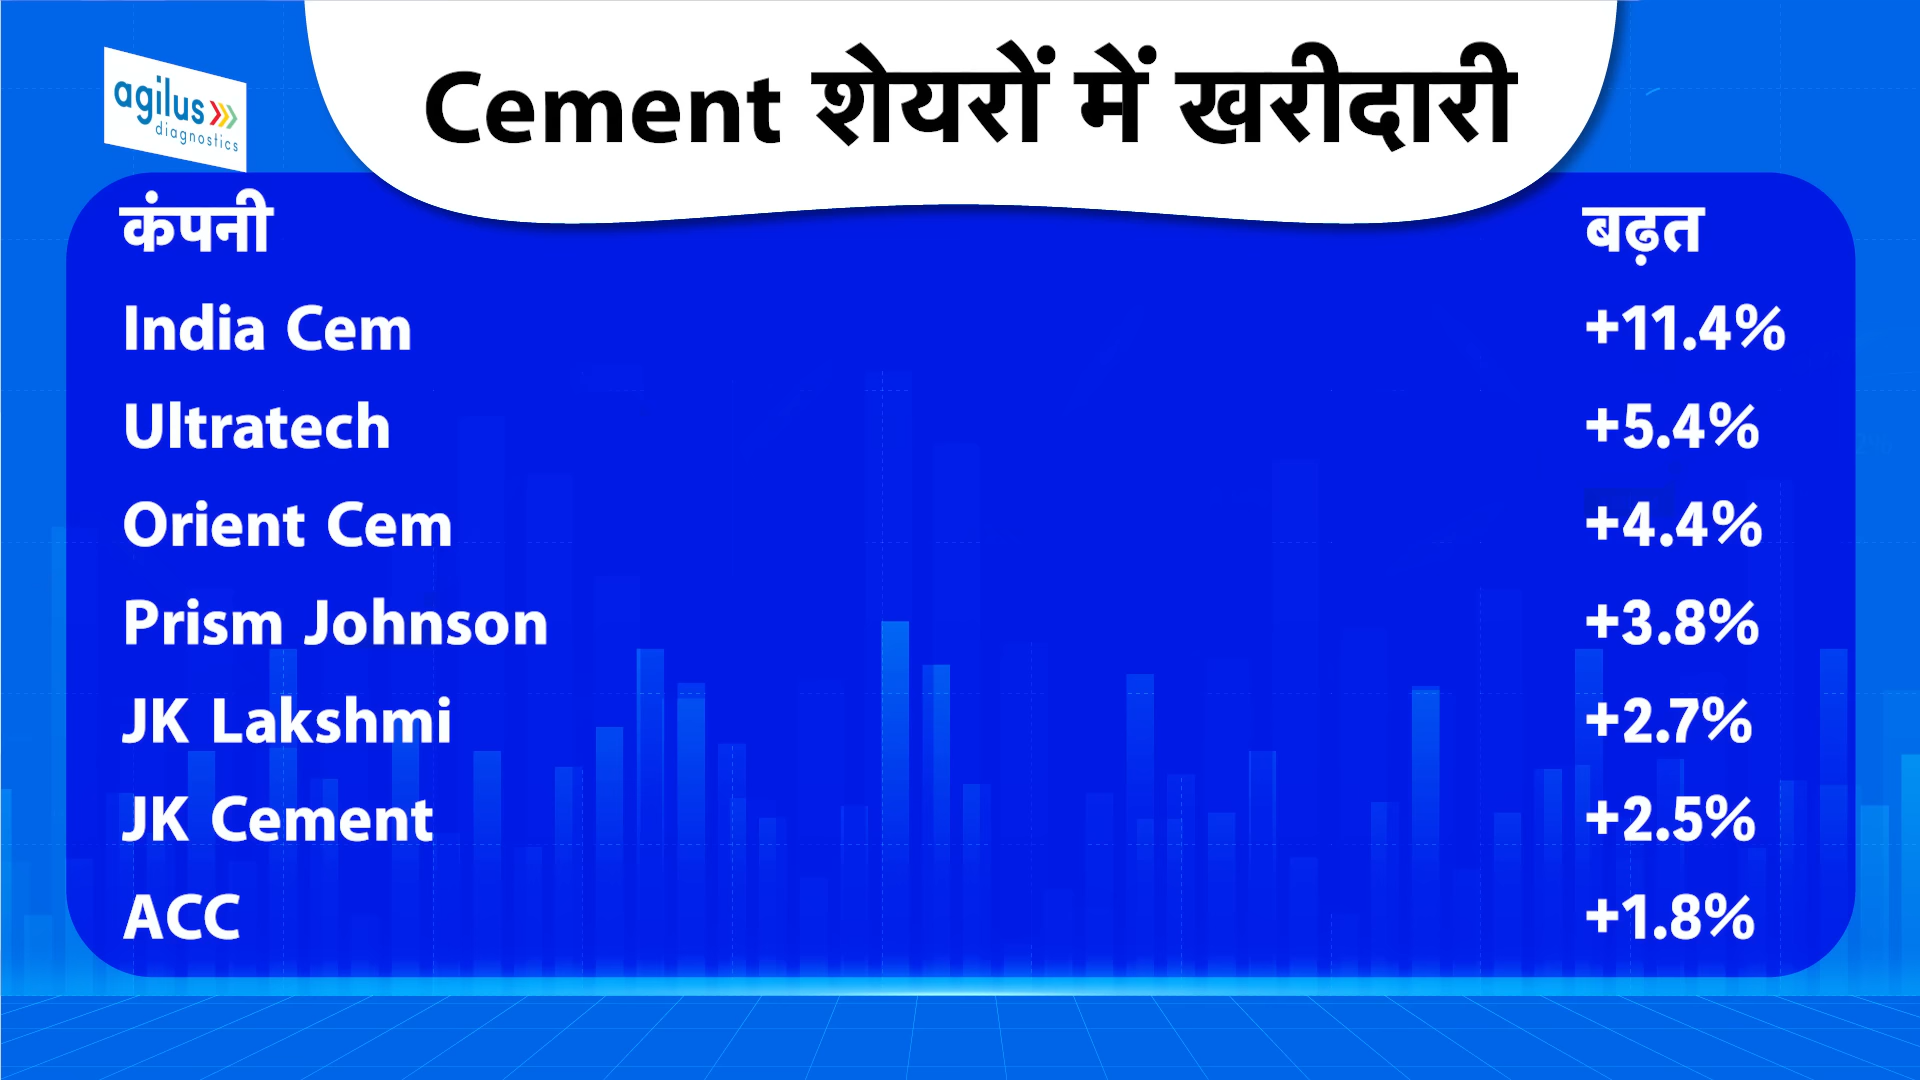 Cement शेयरों में खरीदारी
agilus
diagnostics
कंपनी बढ़त
India Cem +11.4%
Ultratech +5.4%
Orient Cem +4.4%
Prism Johnson +3.8%
JK Lakshmi +2.7%
JK Cement +2.5%
ACC +1.8%